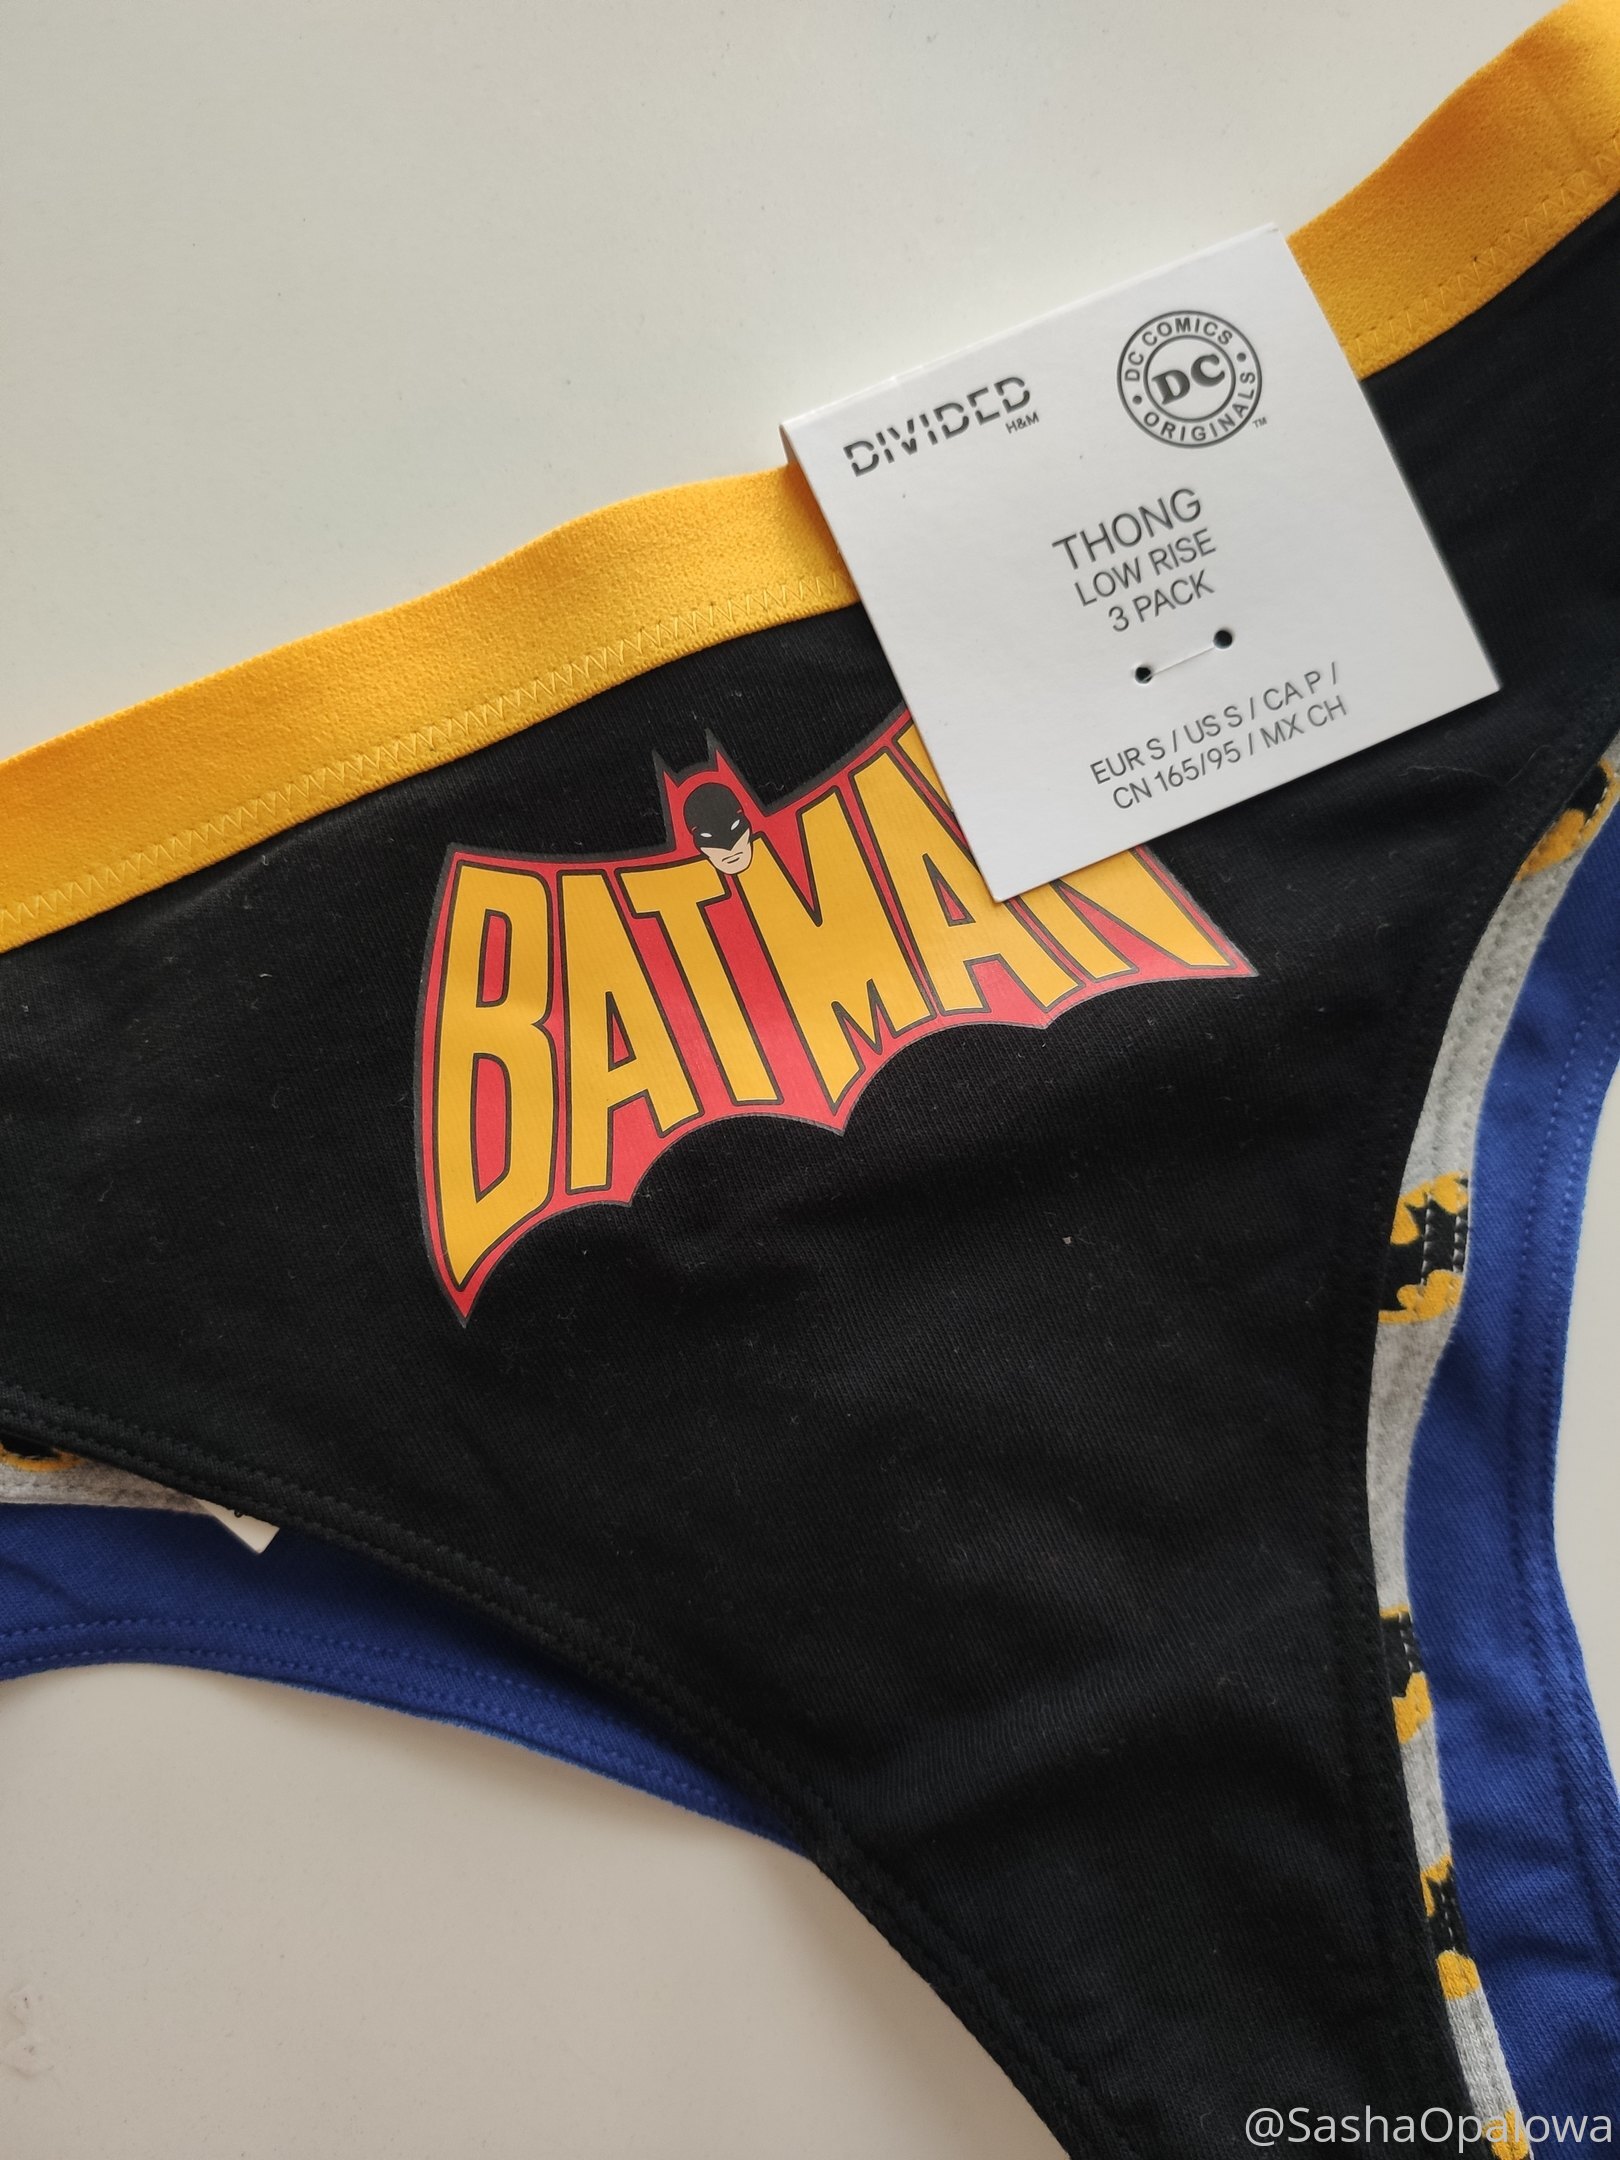 DIVIDED
H&M
DC COMICS
DC
ORIGINALS
TM
THONG
LOW RISE
3 PACK
EUR S / US S / CA P /
CN 165/95 / MX CH
BATMAN
@SashaOpalowa